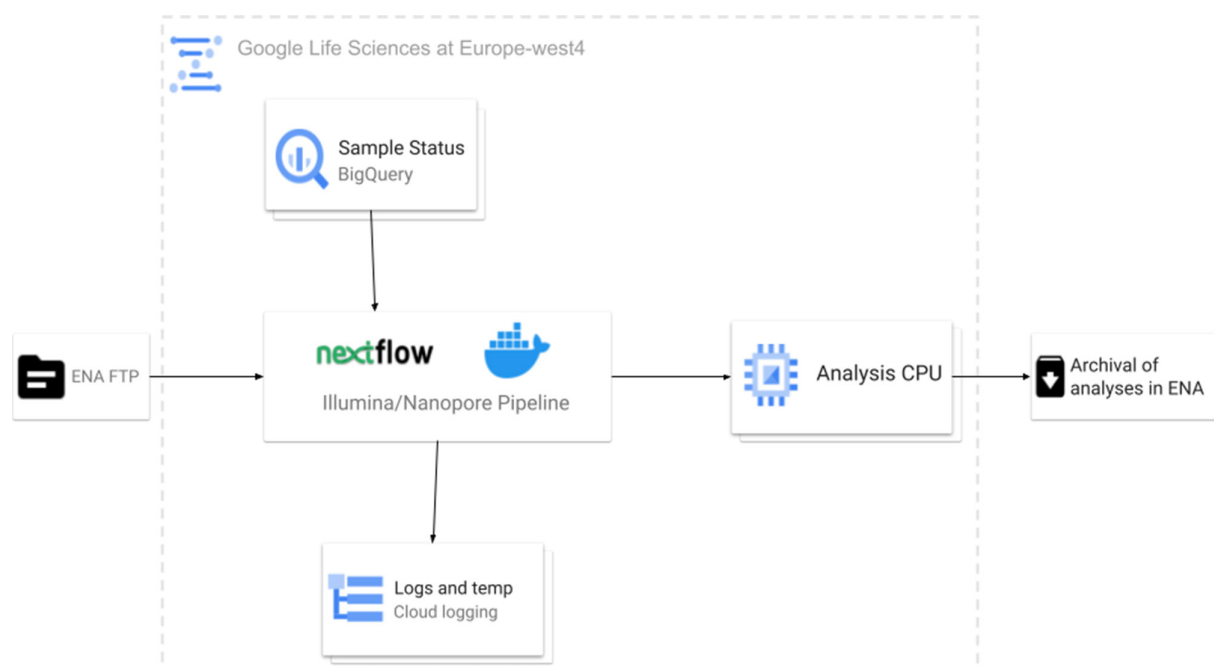 Google Life Sciences at Europe-west4
Sample Status
BigQuery
ENA FTP
nextflow
Illumina/Nanopore Pipeline
Analysis CPU
Archival of
analyses in ENA
Logs and temp
Cloud logging